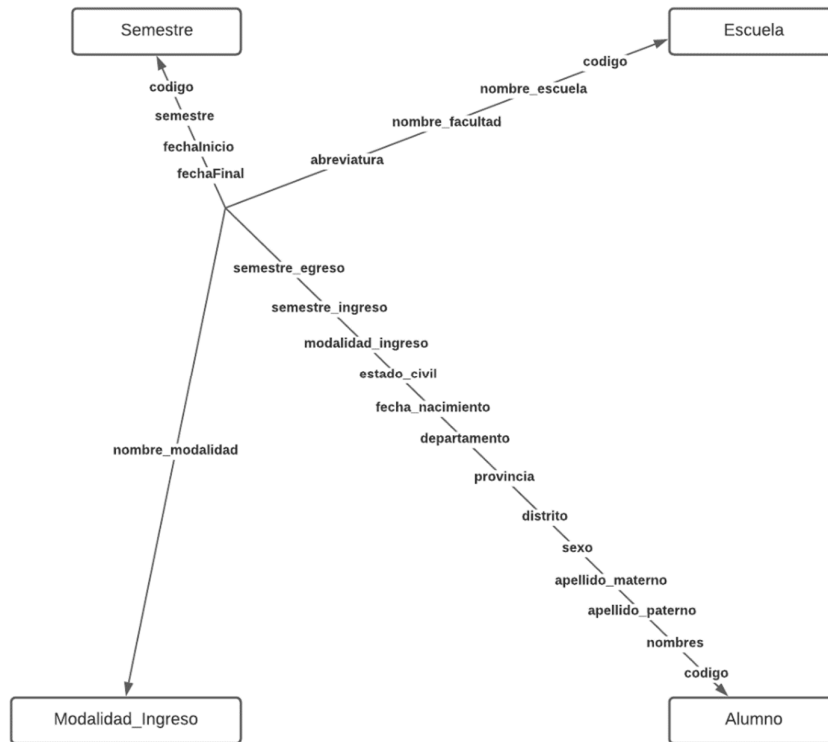 Semestre
Escuela
codigo
nombre_escuela
nombre_facultad
abreviatura
codigo
semestre
fechaInicio
fechaFinal
semestre_egreso
semestre_ingreso
modalidad_ingreso
estado_civil
fecha_nacimiento
departamento
provincia
distrito
sexo
apellido_materno
apellido_paterno
nombres
codigo
nombre_modalidad
Modalidad_Ingreso
Alumno